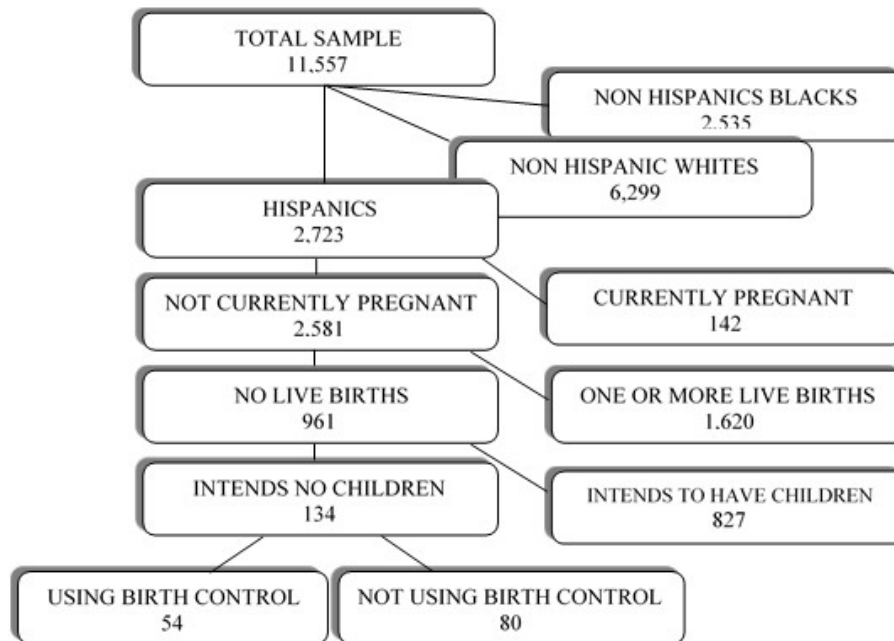 TOTAL SAMPLE
11,557
NON HISPANICS BLACKS
2,535
NON HISPANIC WHITES
6,299
HISPANICS
2,723
NOT CURRENTLY PREGNANT
2,581
CURRENTLY PREGNANT
142
NO LIVE BIRTHS
961
ONE OR MORE LIVE BIRTHS
1,620
INTENDS NO CHILDREN
134
INTENDS TO HAVE CHILDREN
827
USING BIRTH CONTROL
54
NOT USING BIRTH CONTROL
80